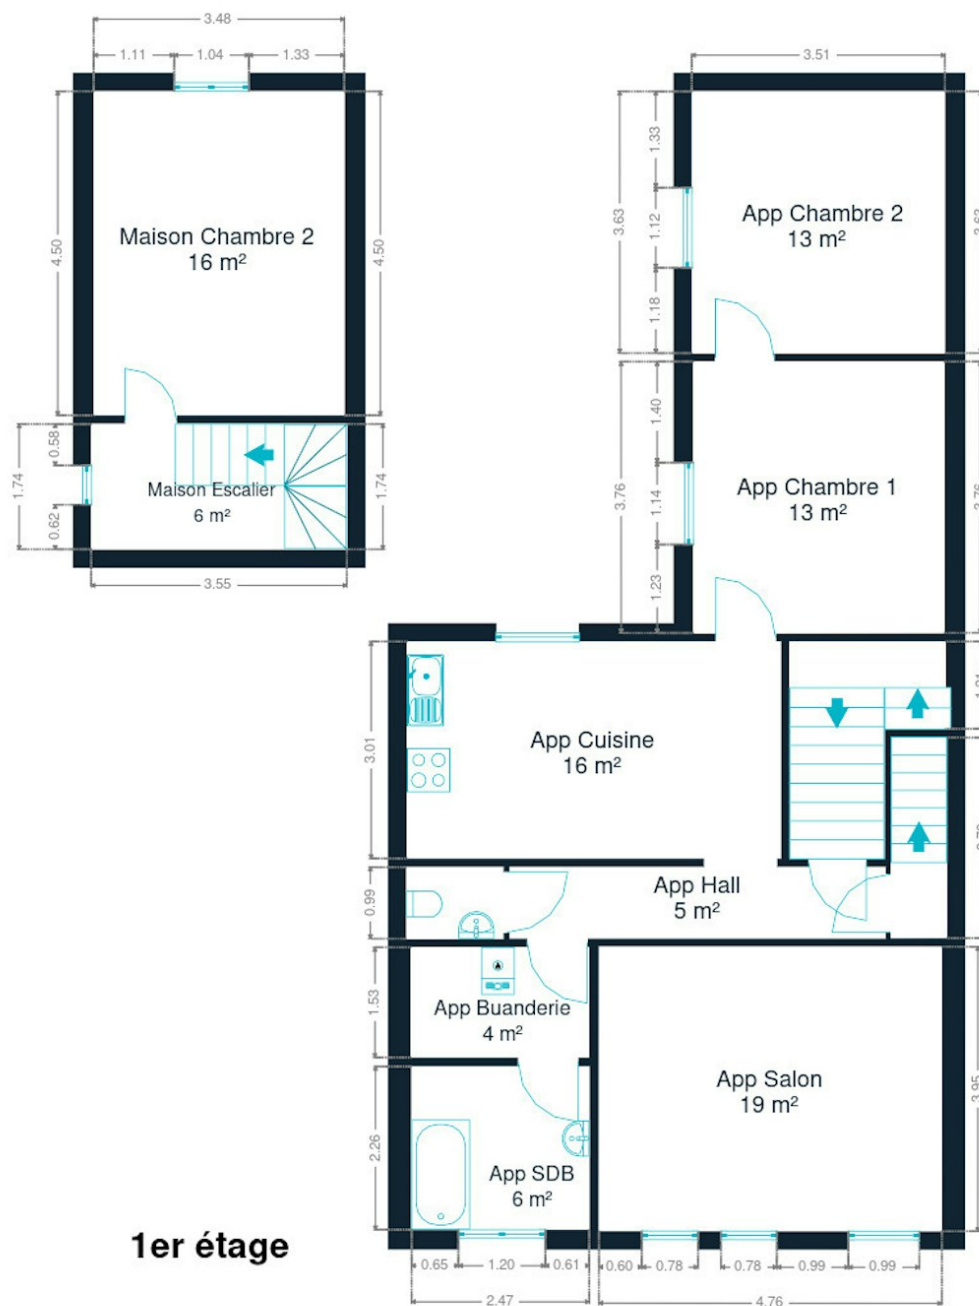 3.48
1.11
1.04
1.33
4.50
4.50
Maison Chambre 2
16 m²
1.74
0.58
0.62
1.74
Maison Escalier
6 m²
3.55
3.51
3.63
1.33
1.12
1.18
App Chambre 2
13 m²
3.76
1.40
1.14
1.23
App Chambre 1
13 m²
3.01
App Cuisine
16 m²
0.99
App Hall
5 m²
1.53
App Buanderie
4 m²
2.26
App SDB
6 m²
App Salon
19 m²
3.95
1er étage
0.65
1.20
0.61
0.60
0.78
0.78
0.99
0.99
2.47
4.76